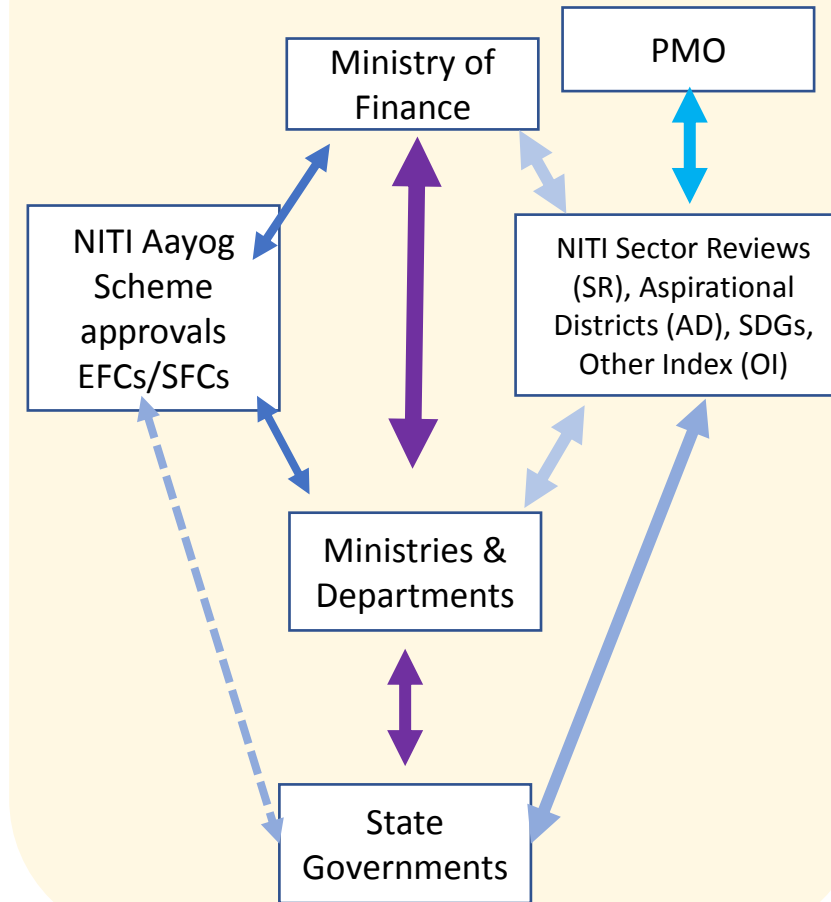 Ministry of
Finance
PMO
NITI Aayog
Scheme
approvals
EFCs/SFCs
NITI Sector Reviews
(SR), Aspirational
Districts (AD), SDGs,
Other Index (OI)
Ministries &
Departments
State
Governments